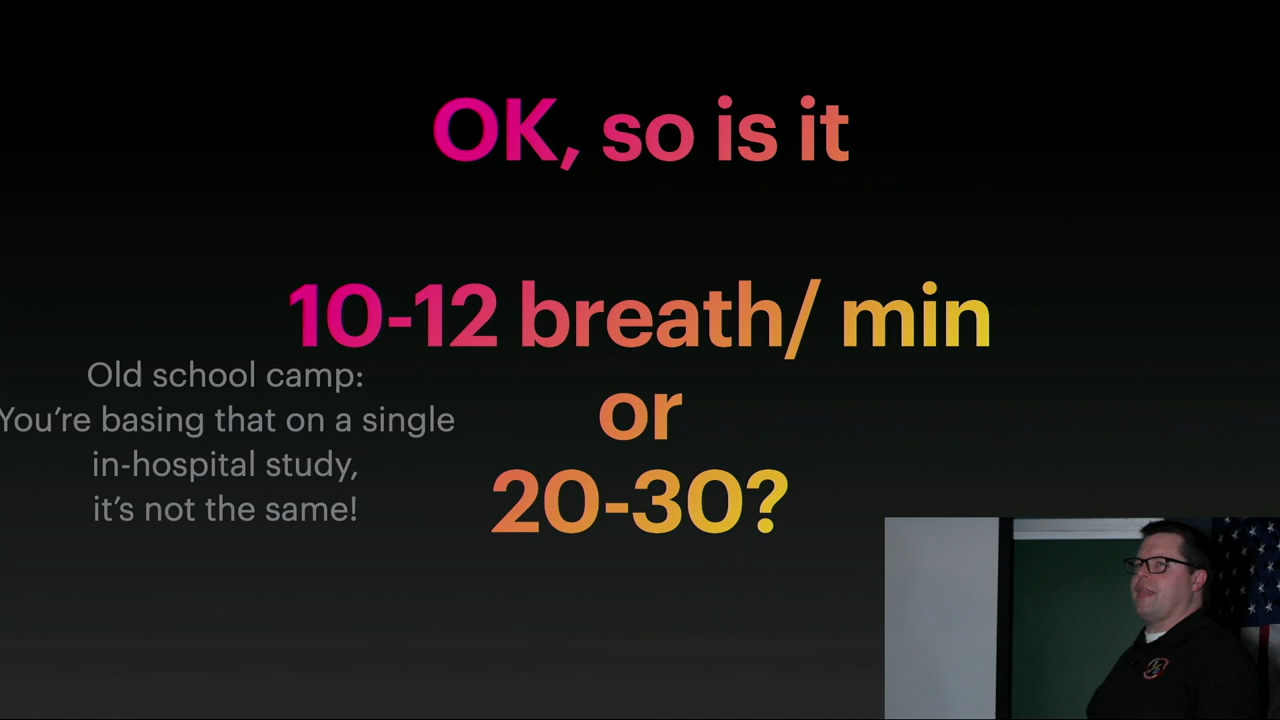 OK, so is it
10-12 breath/ min
or
20-30?
Old school camp:
You’re basing that on a single
in-hospital study,
it’s not the same!